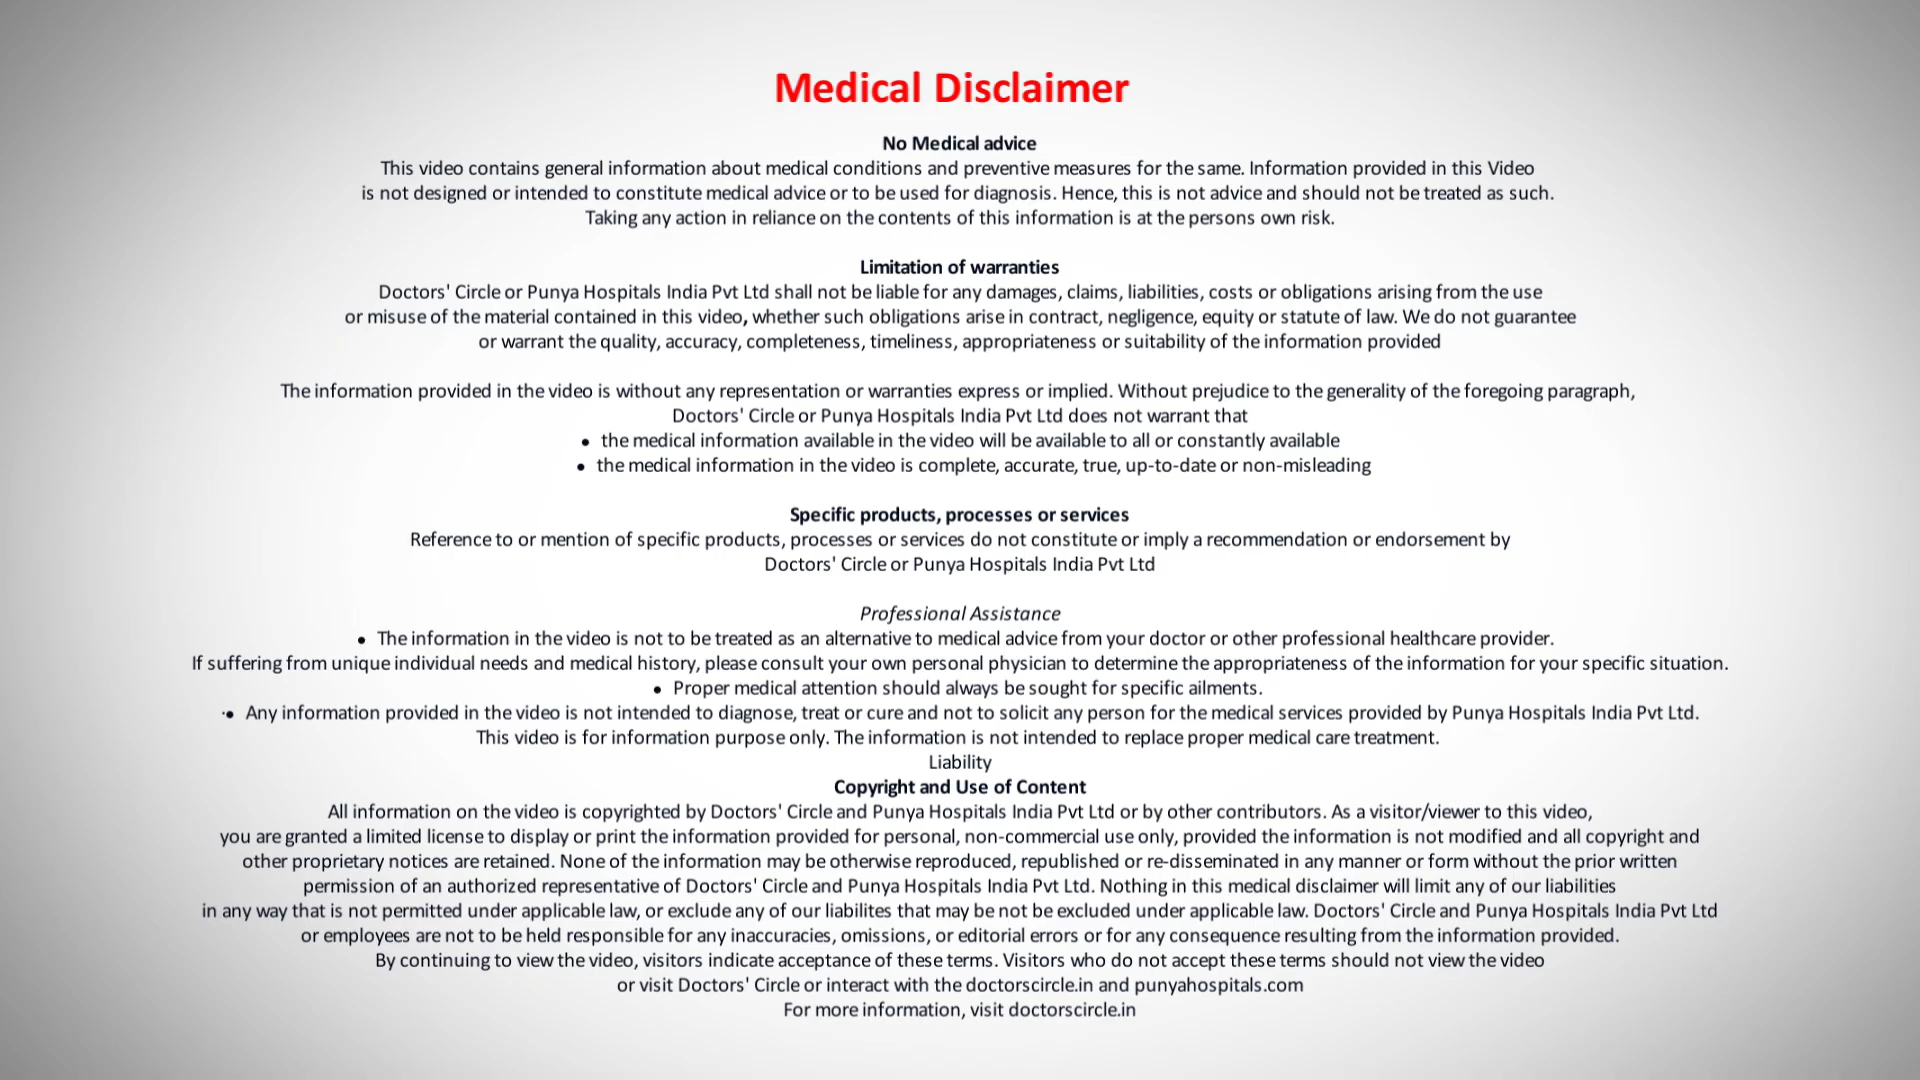 Medical Disclaimer
No Medical advice
This video contains general information about medical conditions and preventive measures for the same. Information provided in this Video
is not designed or intended to constitute medical advice or to be used for diagnosis. Hence, this is not advice and should not be treated as such.
Taking any action in reliance on the contents of this information is at the persons own risk.
Limitation of warranties
Doctors' Circle or Punya Hospitals India Pvt Ltd shall not be liable for any damages, claims, liabilities, costs or obligations arising from the use
or misuse of the material contained in this video, whether such obligations arise in contract, negligence, equity or statute of law. We do not guarantee
or warrant the quality, accuracy, completeness, timeliness, appropriateness or suitability of the information provided
The information provided in the video is without any representation or warranties express or implied. Without prejudice to the generality of the foregoing paragraph,
Doctors' Circle or Punya Hospitals India Pvt Ltd does not warrant that
• the medical information available in the video will be available to all or constantly available
• the medical information in the video is complete, accurate, true, up-to-date or non-misleading
Specific products, processes or services
Reference to or mention of specific products, processes or services do not constitute or imply a recommendation or endorsement by
Doctors' Circle or Punya Hospitals India Pvt Ltd
Professional Assistance
• The information in the video is not to be treated as an alternative to medical advice from your doctor or other professional healthcare provider.
If suffering from unique individual needs and medical history, please consult your own personal physician to determine the appropriateness of the information for your specific situation.
• Proper medical attention should always be sought for specific ailments.
·• Any information provided in the video is not intended to diagnose, treat or cure and not to solicit any person for the medical services provided by Punya Hospitals India Pvt Ltd.
This video is for information purpose only. The information is not intended to replace proper medical care treatment.
Liability
Copyright and Use of Content
All information on the video is copyrighted by Doctors' Circle and Punya Hospitals India Pvt Ltd or by other contributors. As a visitor/viewer to this video,
you are granted a limited license to display or print the information provided for personal, non-commercial use only, provided the information is not modified and all copyright and
other proprietary notices are retained. None of the information may be otherwise reproduced, republished or re-disseminated in any manner or form without the prior written
permission of an authorized representative of Doctors' Circle and Punya Hospitals India Pvt Ltd. Nothing in this medical disclaimer will limit any of our liabilities
in any way that is not permitted under applicable law, or exclude any of our liabilites that may be not be excluded under applicable law. Doctors' Circle and Punya Hospitals India Pvt Ltd
or employees are not to be held responsible for any inaccuracies, omissions, or editorial errors or for any consequence resulting from the information provided.
By continuing to view the video, visitors indicate acceptance of these terms. Visitors who do not accept these terms should not view the video
or visit Doctors' Circle or interact with the doctorscircle.in and punyahospitals.com
For more information, visit doctorscircle.in